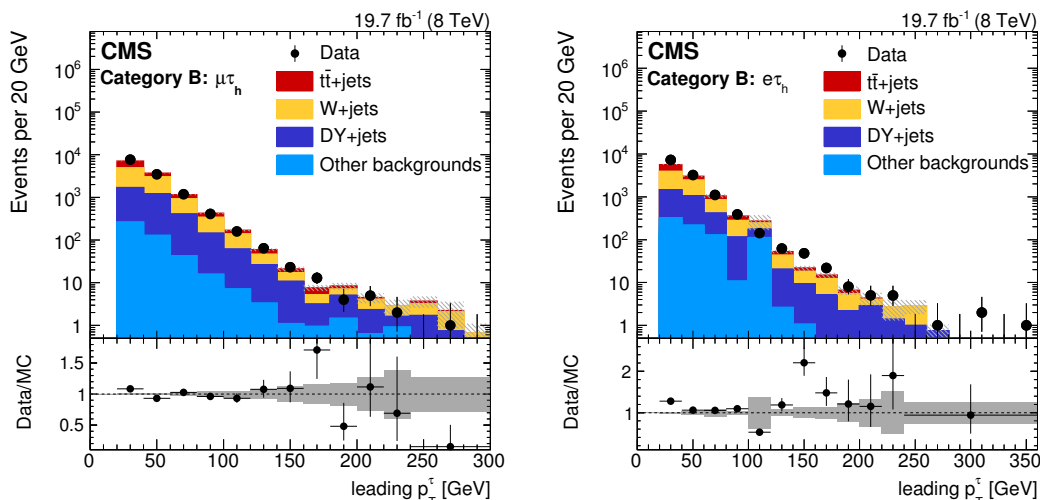 19.7 fb⁻¹ (8 TeV)
CMS
Category B: μτₕ
Data
tt̄+jets
W+jets
DY+jets
Other backgrounds
Events per 20 GeV
10⁶
10⁵
10⁴
10³
10²
10
1
Data/MC
1.5
1
0.5
0 50 100 150 200 250 300
leading p_T^τ [GeV]
19.7 fb⁻¹ (8 TeV)
CMS
Category B: eτₕ
Data
tt̄+jets
W+jets
DY+jets
Other backgrounds
Events per 20 GeV
10⁶
10⁵
10⁴
10³
10²
10
1
Data/MC
2
1
0 50 100 150 200 250 300 350
leading p_T^τ [GeV]